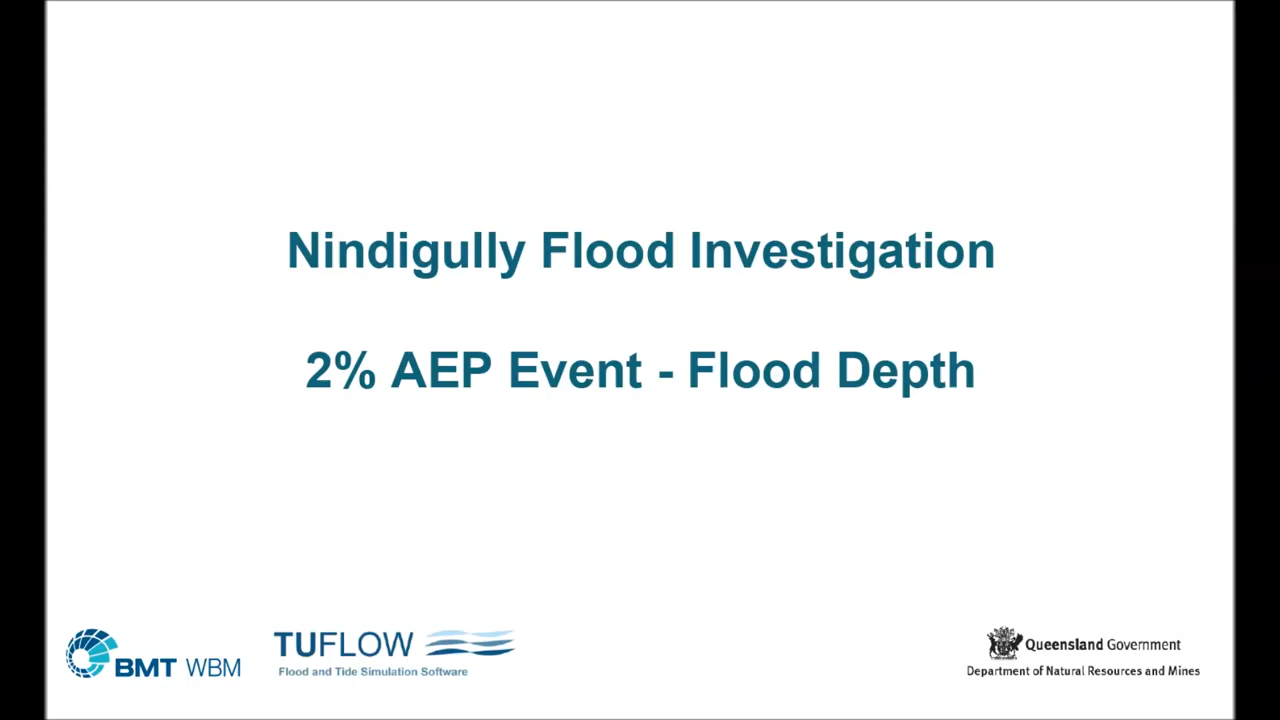 Nindigully Flood Investigation
2% AEP Event - Flood Depth
BMT WBM
TUFLOW
Flood and Tide Simulation Software
Queensland Government
Department of Natural Resources and Mines